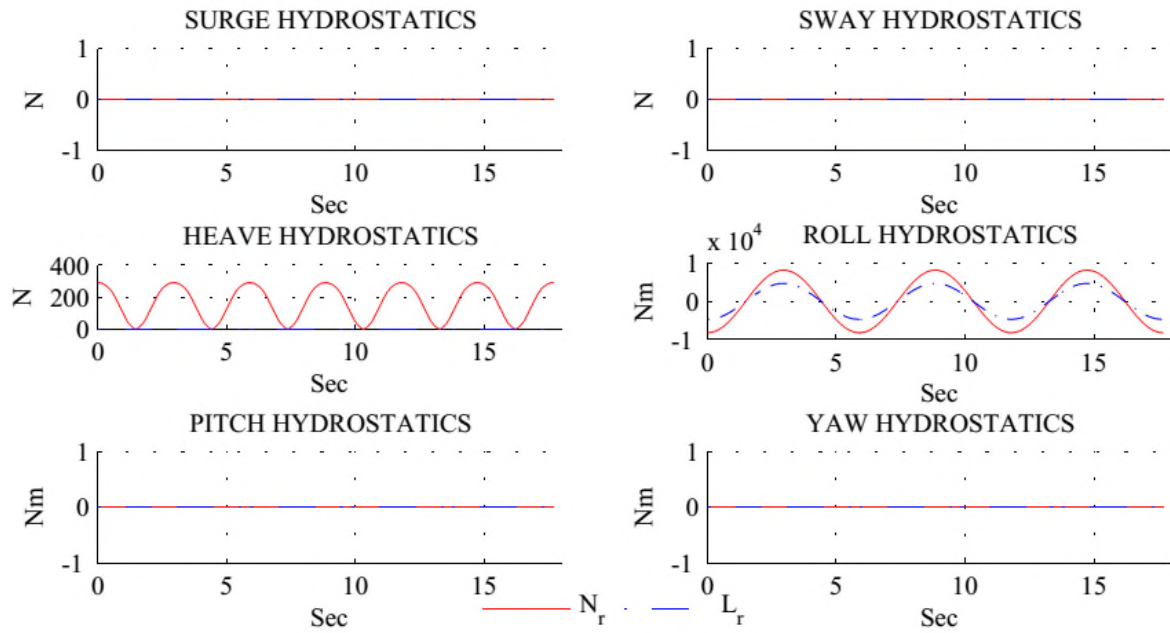 SURGE HYDROSTATICS
1
0
-1
N
0 5 10 15
Sec
SWAY HYDROSTATICS
1
0
-1
N
0 5 10 15
Sec
HEAVE HYDROSTATICS
400
200
0
N
0 5 10 15
Sec
x 10^4
ROLL HYDROSTATICS
1
0
-1
Nm
0 5 10 15
Sec
PITCH HYDROSTATICS
1
0
-1
Nm
0 5 10 15
Sec
YAW HYDROSTATICS
1
0
-1
Nm
0 5 10 15
Sec
N_r L_r